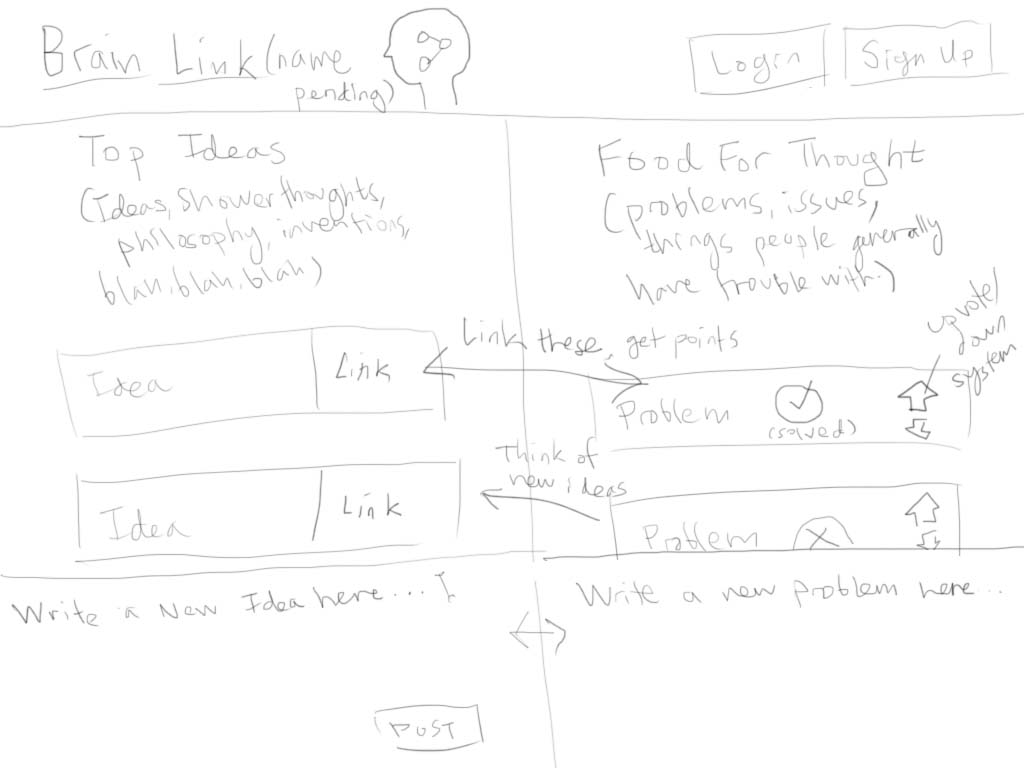 Brain Link (name
pending)
Login
Sign Up
Top Ideas
(Ideas, Shower thoughts,
philosophy, inventions,
blah, blah, blah)
Food For Thought
(problems, issues,
things people generally
have trouble with.)
upvote/
down
system
Link these, get points
Idea
Link
Problem
(solved)
Think of
new ideas
Idea
Link
Problem
Write a New Idea here...
Write a new problem here..
POST